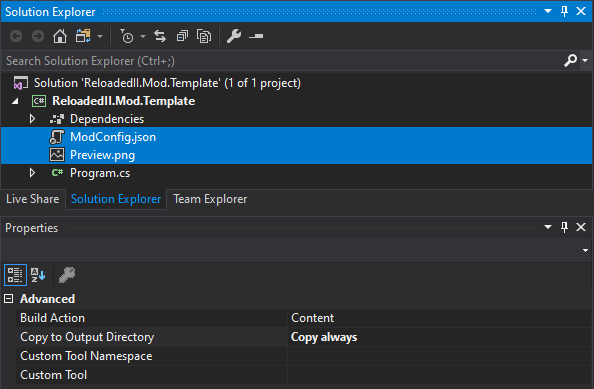 Solution Explorer
Search Solution Explorer (Ctrl+;)
Solution 'ReloadedII.Mod.Template' (1 of 1 project)
C# ReloadedII.Mod.Template
Dependencies
ModConfig.json
Preview.png
C# Program.cs
Live Share Solution Explorer Team Explorer
Properties
Advanced
Build Action Content
Copy to Output Directory Copy always
Custom Tool Namespace
Custom Tool